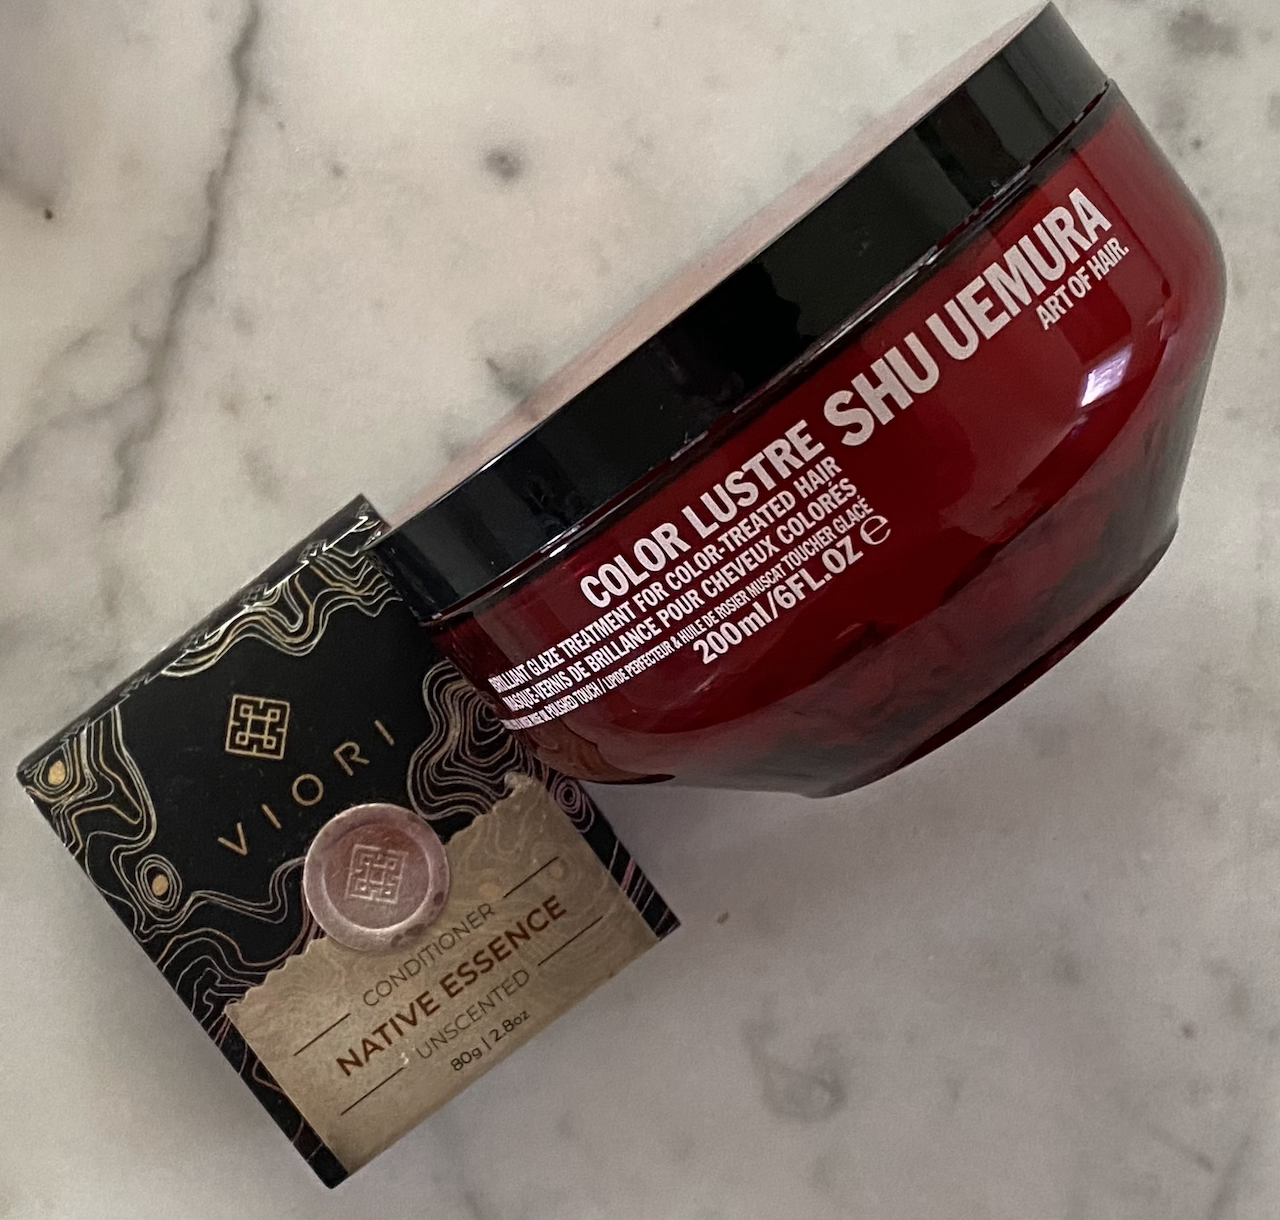 SHU UEMURA
ART OF HAIR.
COLOR LUSTRE
BRILLIANT GLAZE TREATMENT FOR COLOR-TREATED HAIR
MASQUE-VERNIS DE BRILLANCE POUR CHEVEUX COLORÉS
POLISHED TOUCH / LIPIDE PERFECTEUR & HUILE DE ROSIER MUSCAT TOUCHER GLACÉ
200ml/6FL.OZ ℮
VIORI
CONDITIONER
NATIVE ESSENCE
UNSCENTED
80g | 2.8oz